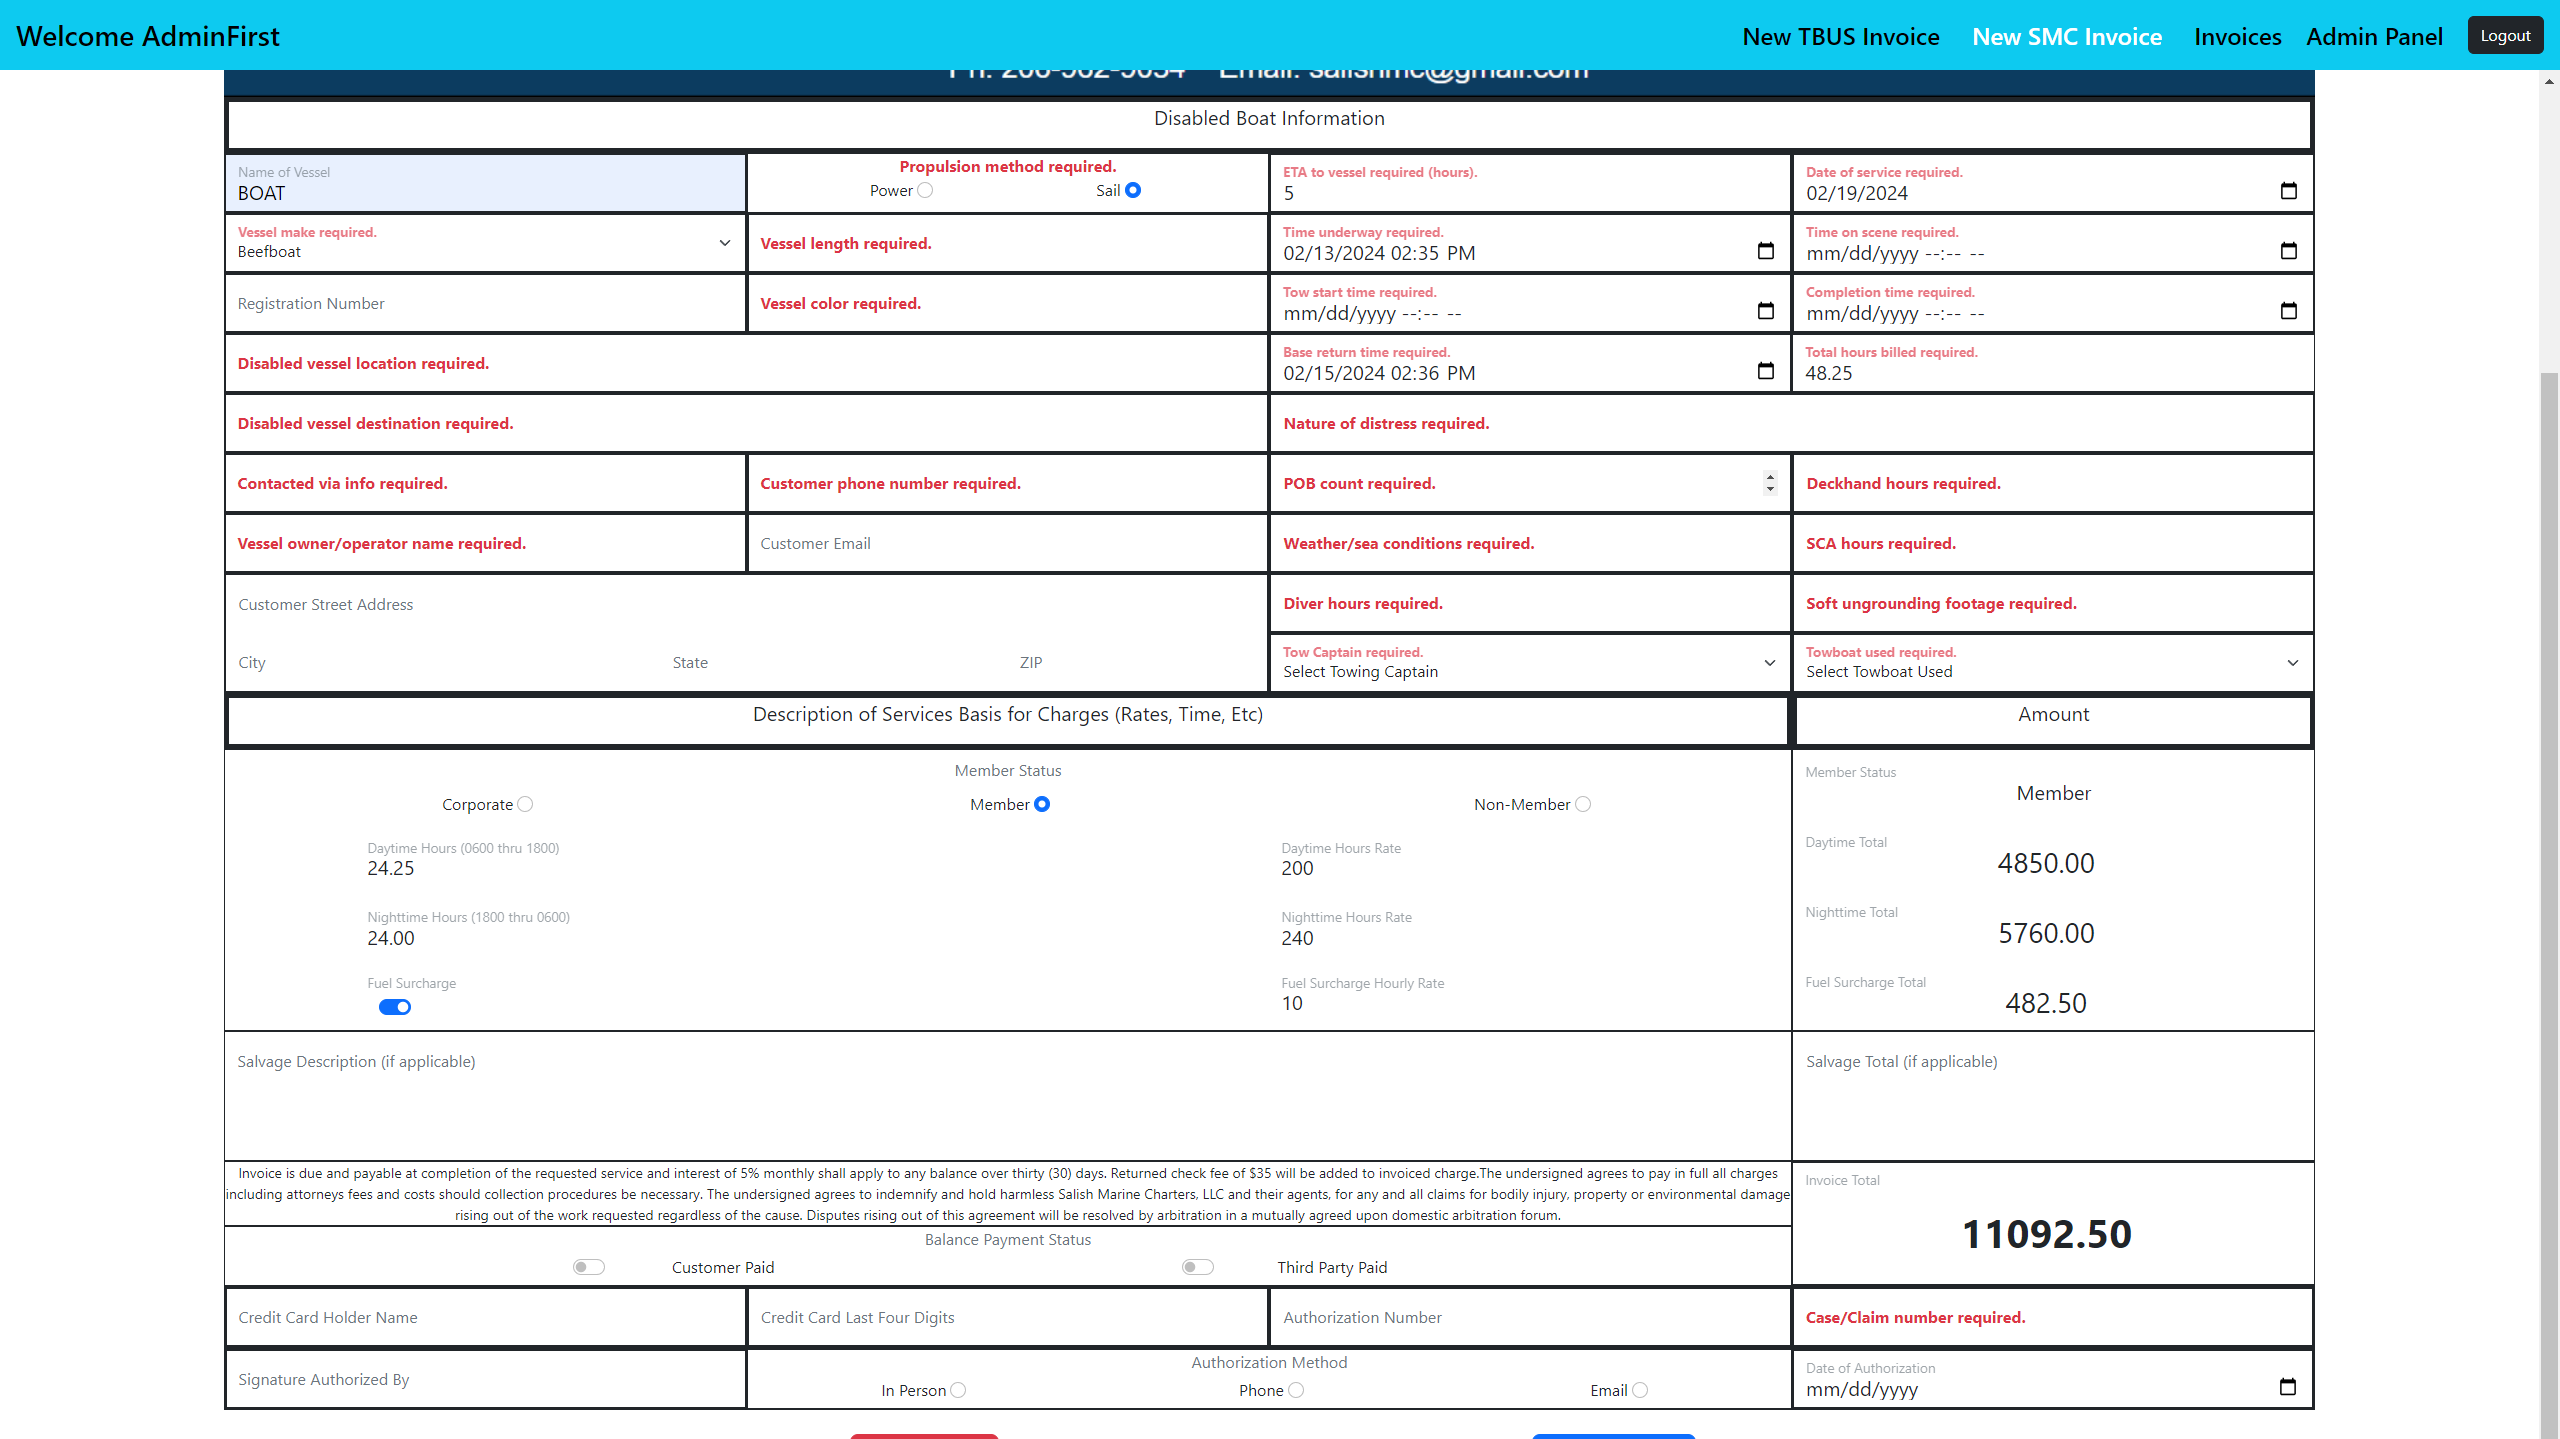 Welcome AdminFirst
New TBUS Invoice
New SMC Invoice
Invoices
Admin Panel
Logout
Ph: 206-962-9034 Email: salishmc@gmail.com
Disabled Boat Information
Name of Vessel
BOAT
Propulsion method required.
Power
Sail
ETA to vessel required (hours).
5
Date of service required.
02/19/2024
Vessel make required.
Beefboat
Vessel length required.
Time underway required.
02/13/2024 02:35 PM
Time on scene required.
mm/dd/yyyy --:-- --
Registration Number
Vessel color required.
Tow start time required.
mm/dd/yyyy --:-- --
Completion time required.
mm/dd/yyyy --:-- --
Disabled vessel location required.
Base return time required.
02/15/2024 02:36 PM
Total hours billed required.
48.25
Disabled vessel destination required.
Nature of distress required.
Contacted via info required.
Customer phone number required.
POB count required.
Deckhand hours required.
Vessel owner/operator name required.
Customer Email
Weather/sea conditions required.
SCA hours required.
Customer Street Address
Diver hours required.
Soft ungrounding footage required.
City
State
ZIP
Tow Captain required.
Select Towing Captain
Towboat used required.
Select Towboat Used
Description of Services Basis for Charges (Rates, Time, Etc)
Amount
Member Status
Corporate
Member
Non-Member
Member Status
Member
Daytime Hours (0600 thru 1800)
24.25
Daytime Hours Rate
200
Daytime Total
4850.00
Nighttime Hours (1800 thru 0600)
24.00
Nighttime Hours Rate
240
Nighttime Total
5760.00
Fuel Surcharge
Fuel Surcharge Hourly Rate
10
Fuel Surcharge Total
482.50
Salvage Description (if applicable)
Salvage Total (if applicable)
Invoice is due and payable at completion of the requested service and interest of 5% monthly shall apply to any balance over thirty (30) days. Returned check fee of $35 will be added to invoiced charge.The undersigned agrees to pay in full all charges
including attorneys fees and costs should collection procedures be necessary. The undersigned agrees to indemnify and hold harmless Salish Marine Charters, LLC and their agents, for any and all claims for bodily injury, property or environmental damage
rising out of the work requested regardless of the cause. Disputes rising out of this agreement will be resolved by arbitration in a mutually agreed upon domestic arbitration forum.
Invoice Total
11092.50
Balance Payment Status
Customer Paid
Third Party Paid
Credit Card Holder Name
Credit Card Last Four Digits
Authorization Number
Case/Claim number required.
Signature Authorized By
Authorization Method
In Person
Phone
Email
Date of Authorization
mm/dd/yyyy